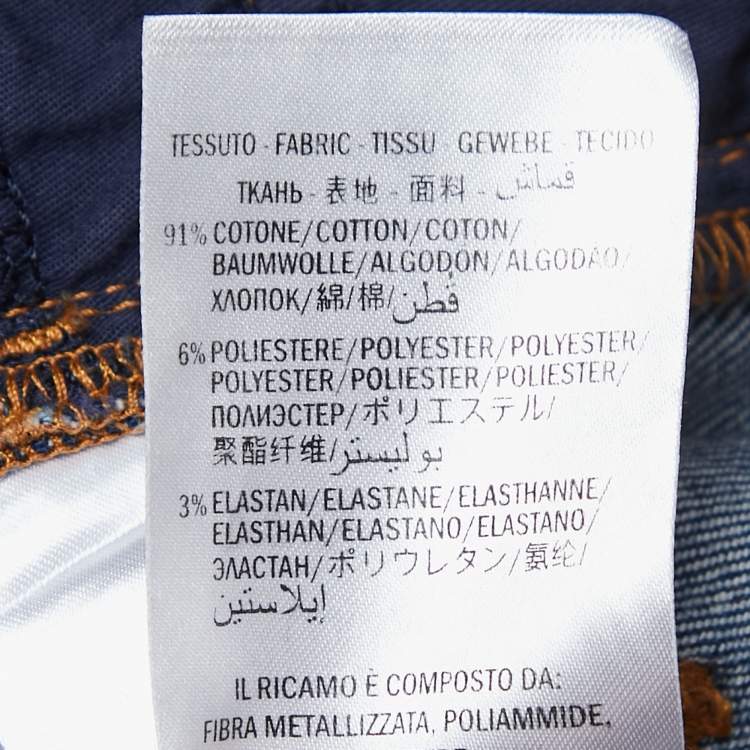 TESSUTO - FABRIC - TISSU GEWEBE - TECIDO
ТКАНЬ - 表地 - 面料 - قماش
91% COTONE/COTTON/COTON/
BAUMWOLLE/ALGODÓN/ALGODÃO/
ХЛОПОК/綿/棉/قطن
6% POLIESTERE/POLYESTER/POLYESTER/
POLYESTER/POLIESTER/POLIESTER/
ПОЛИЭСТЕР/ポリエステル/
聚酯纤维/بوليستر
3% ELASTAN/ELASTANE/ELASTHANNE/
ELASTHAN/ELASTANO/ELASTANO/
ЭЛАСТАН/ポリウレタン/氨纶/
إيلاستين
IL RICAMO È COMPOSTO DA:
FIBRA METALLIZZATA, POLIAMMIDE,